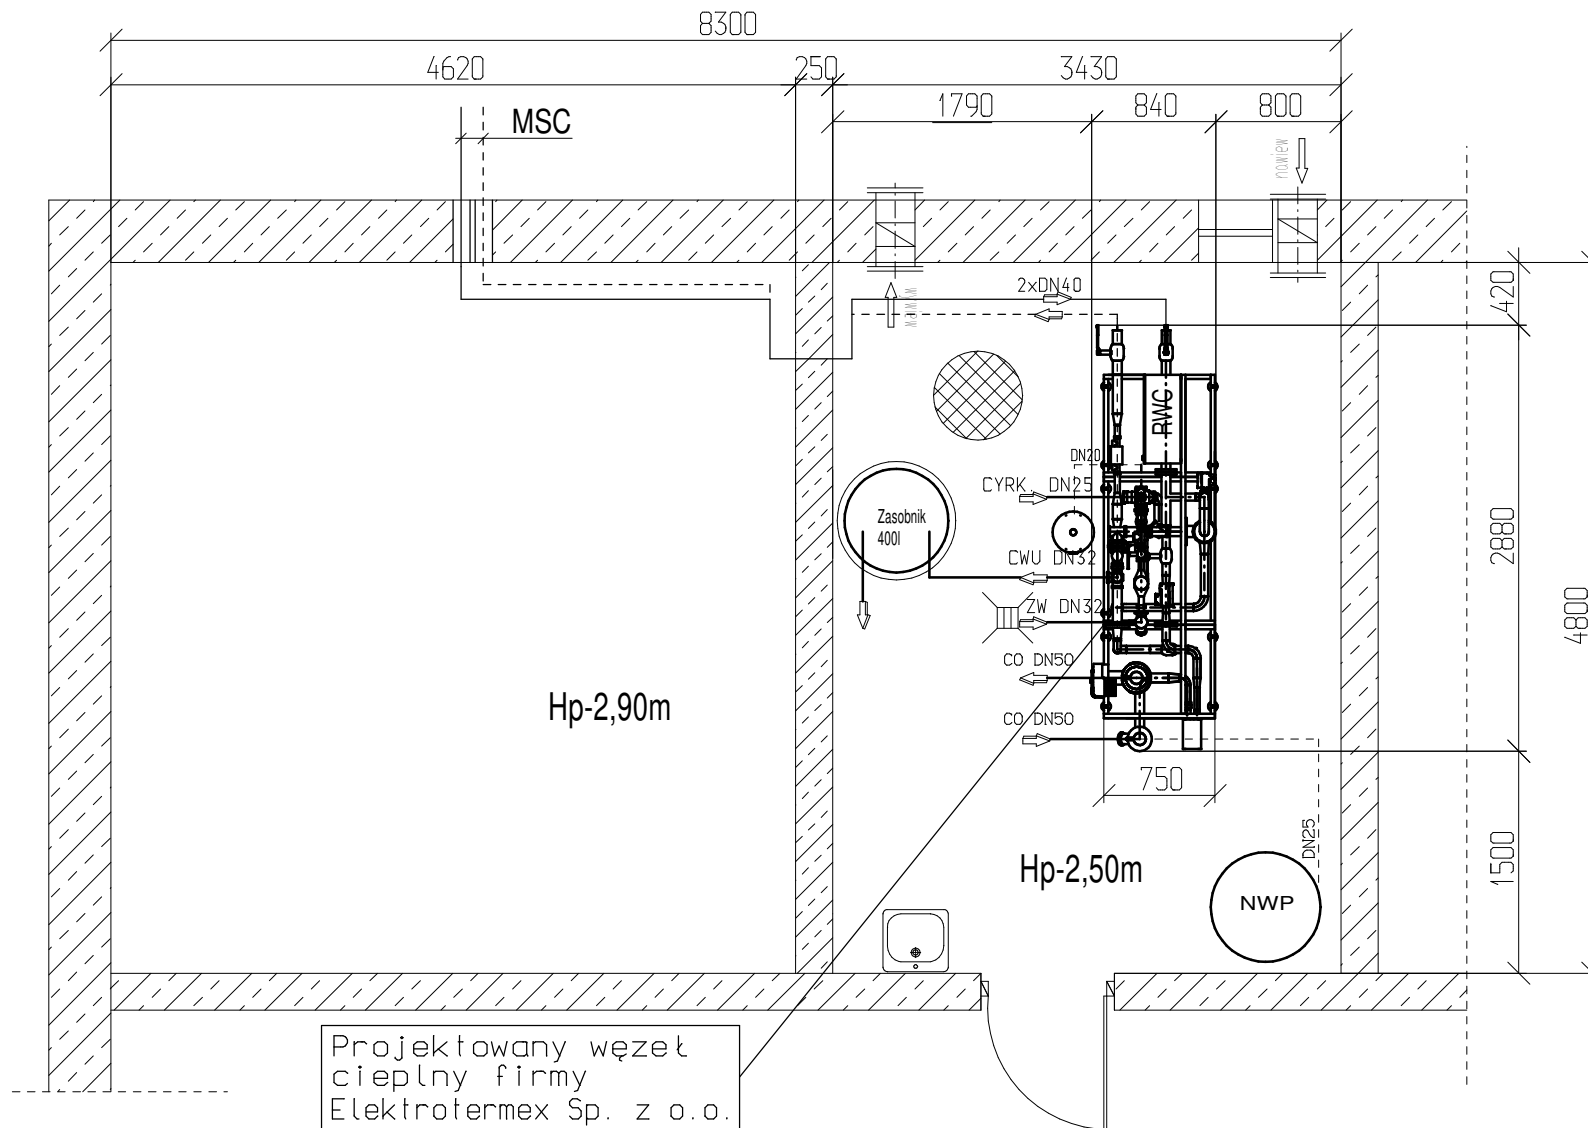 8300
4620
250
3430
1790
840
800
MSC
nawiew
2xDN40
wywiew
420
RWC
DN20
CYRK. DN25
Zasobnik
400l
CWU DN32
2880
ZW DN32
4800
CO DN50
Hp-2,90m
CO DN50
750
DN25
Hp-2,50m
1500
NWP
Projektowany węzeł
cieplny firmy
Elektrotermex Sp. z o.o.